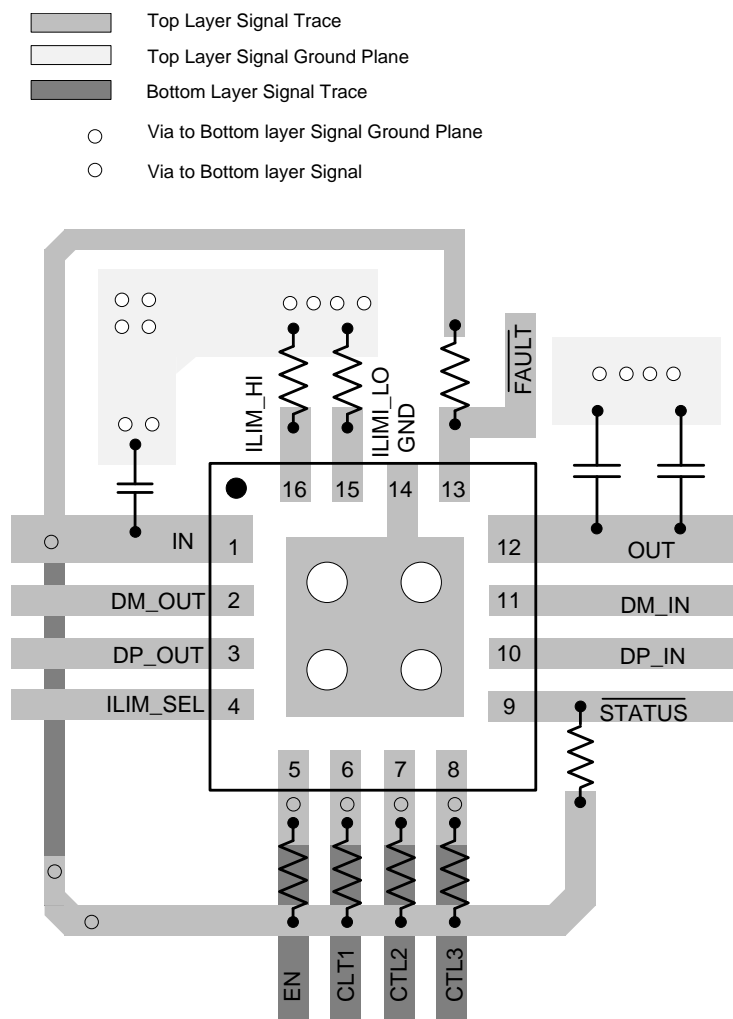 Top Layer Signal Trace
Top Layer Signal Ground Plane
Bottom Layer Signal Trace
Via to Bottom layer Signal Ground Plane
Via to Bottom layer Signal
ILIM_HI
ILIMI_LO
GND
FAULT
16
15
14
13
IN
1
12
OUT
DM_OUT
2
11
DM_IN
DP_OUT
3
10
DP_IN
ILIM_SEL
4
9
STATUS
5
6
7
8
EN
CLT1
CTL2
CTL3